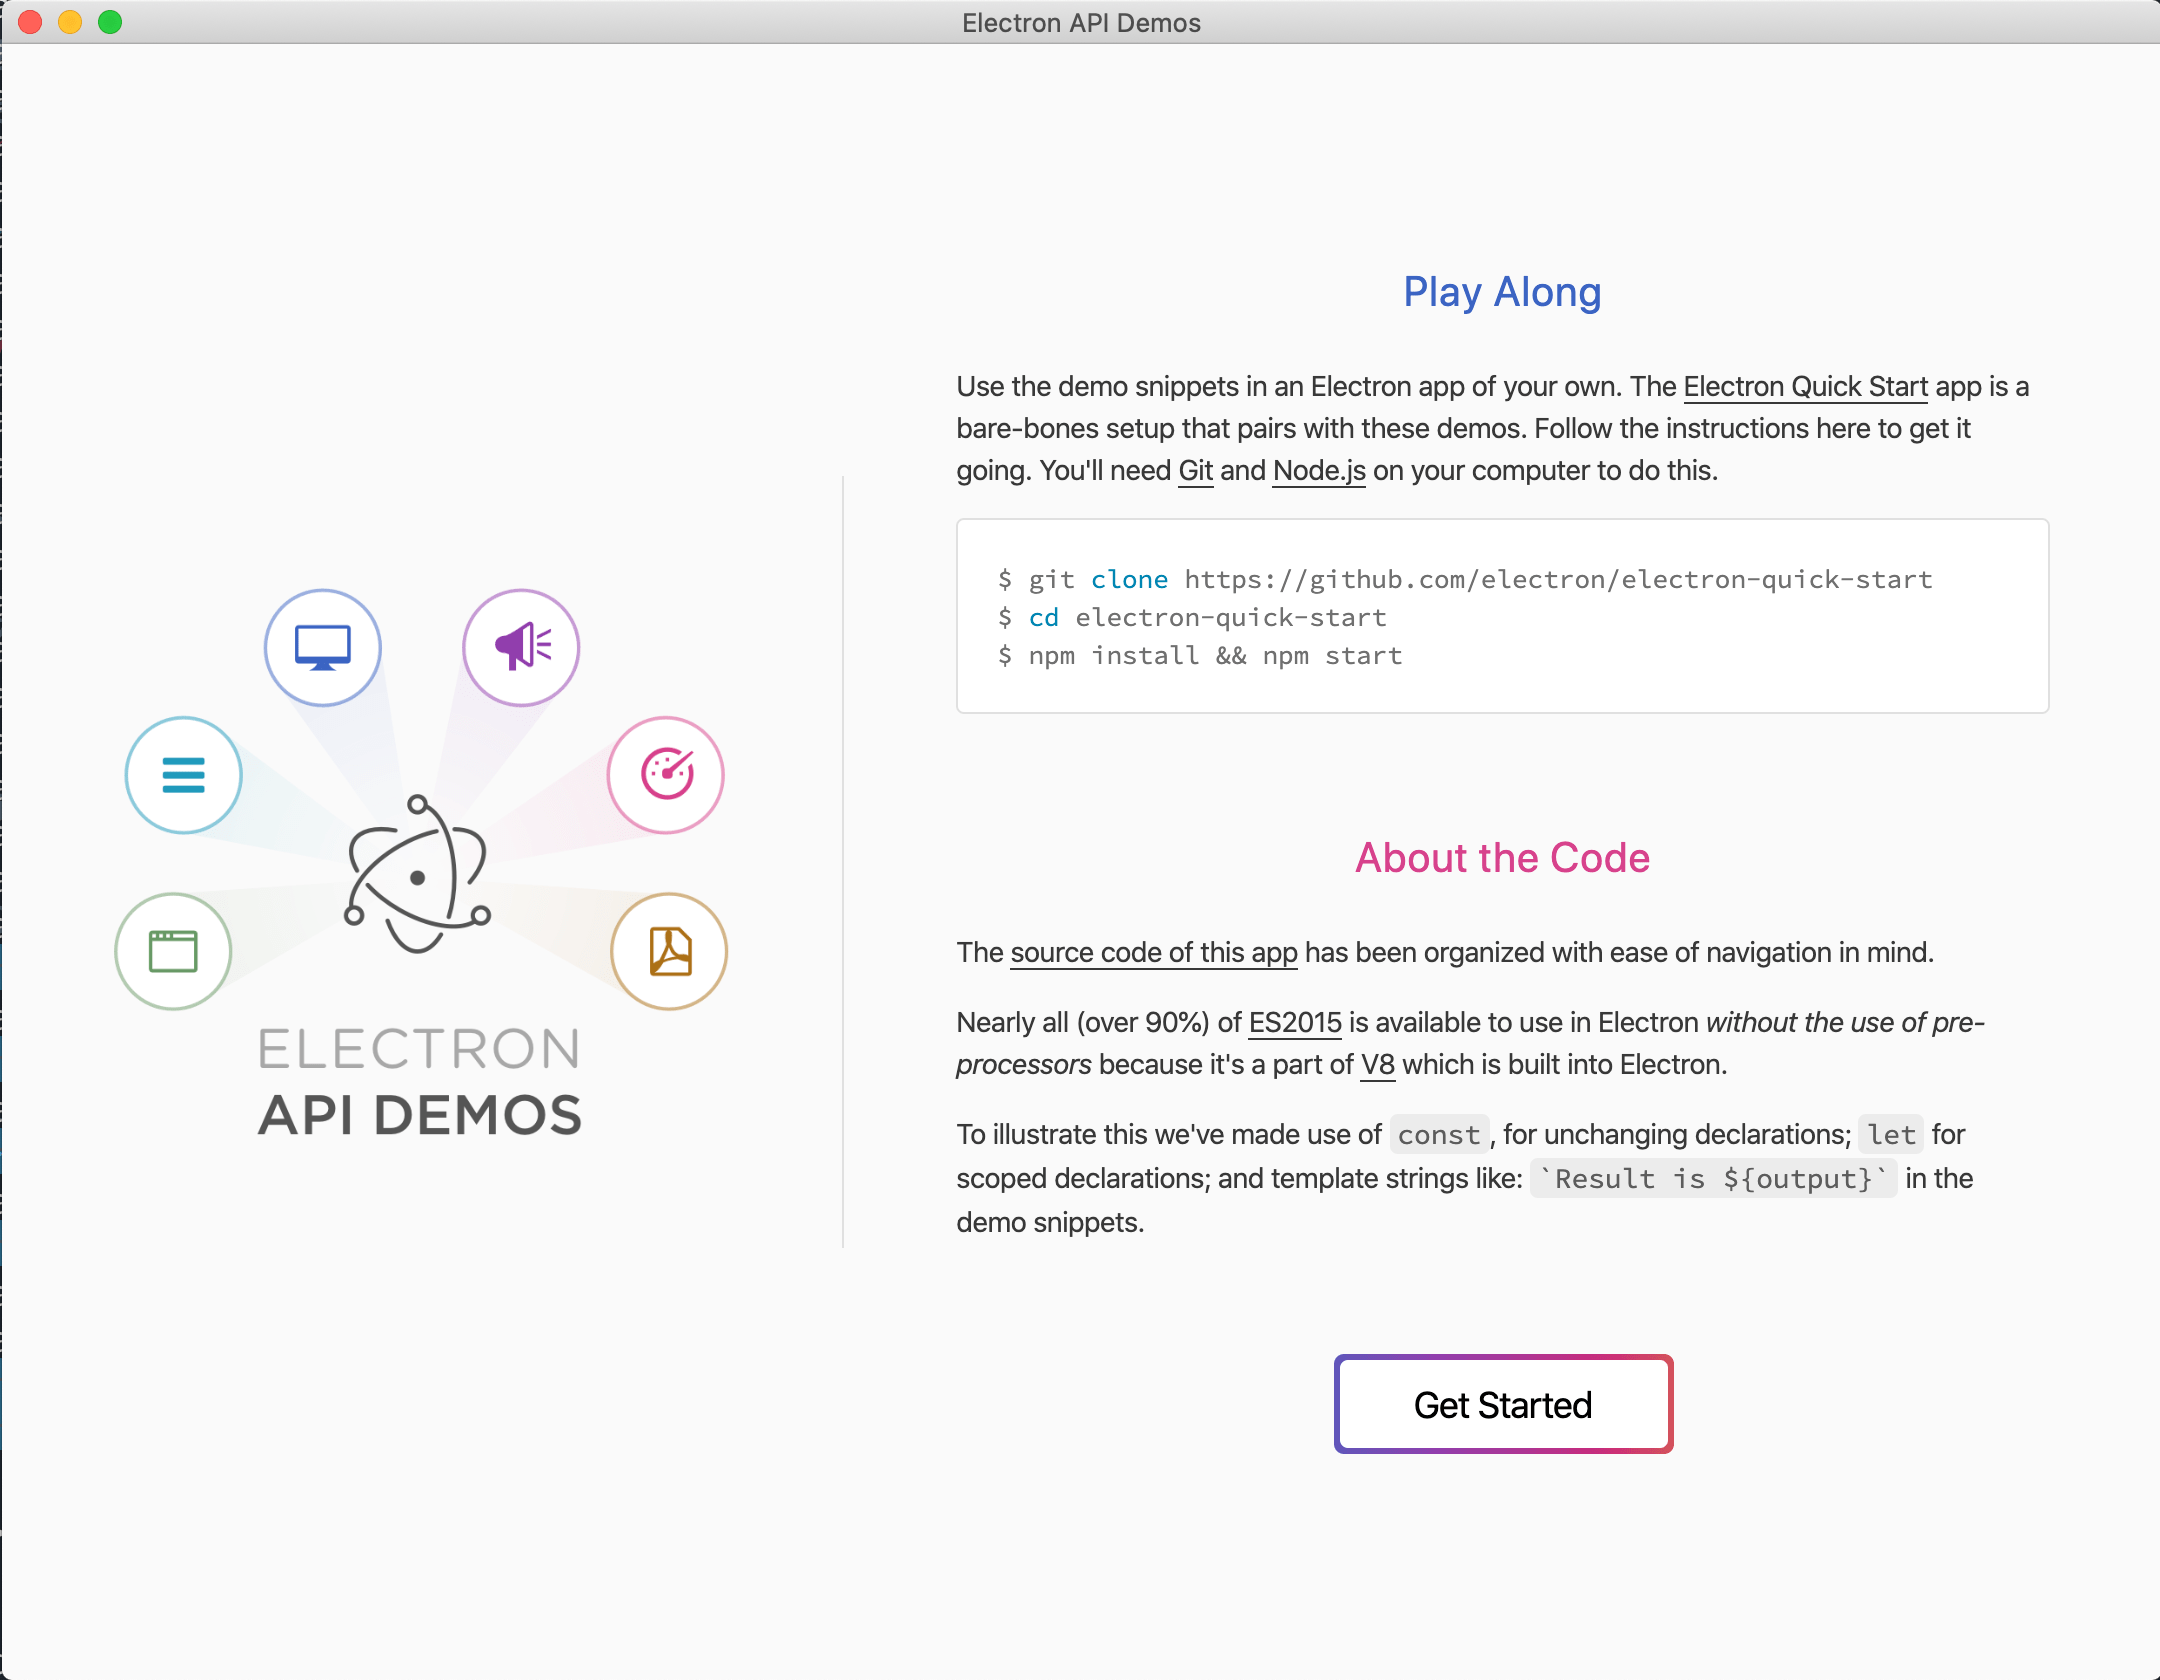 Electron API Demos
ELECTRON
API DEMOS
Play Along
Use the demo snippets in an Electron app of your own. The Electron Quick Start app is a
bare-bones setup that pairs with these demos. Follow the instructions here to get it
going. You'll need Git and Node.js on your computer to do this.
$ git clone https://github.com/electron/electron-quick-start
$ cd electron-quick-start
$ npm install && npm start
About the Code
The source code of this app has been organized with ease of navigation in mind.
Nearly all (over 90%) of ES2015 is available to use in Electron without the use of pre-
processors because it's a part of V8 which is built into Electron.
To illustrate this we've made use of const, for unchanging declarations; let for
scoped declarations; and template strings like: `Result is ${output}` in the
demo snippets.
Get Started